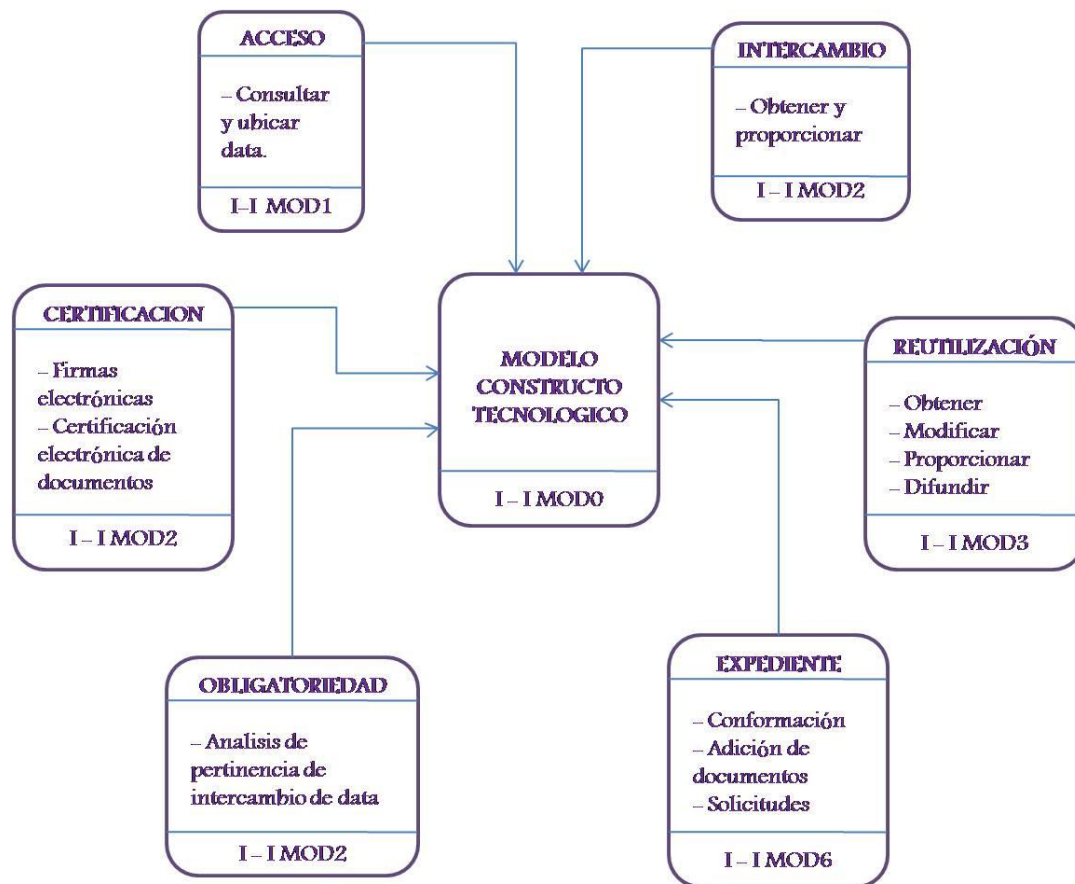 ACCESO
– Consultar
y ubicar
data.
I–I MOD1
INTERCAMBIO
– Obtener y
proporcionar
I – I MOD2
CERTIFICACION
– Firmas
electrónicas
– Certificación
electrónica de
documentos
I – I MOD2
MODELO
CONSTRUCTO
TECNOLOGICO
I – I MOD0
REUTILIZACIÓN
– Obtener
– Modificar
– Proporcionar
– Difundir
I – I MOD3
OBLIGATORIEDAD
– Analisis de
pertinencia de
intercambio de data
I – I MOD2
EXPEDIENTE
– Conformación
– Adición de
documentos
– Solicitudes
I – I MOD6